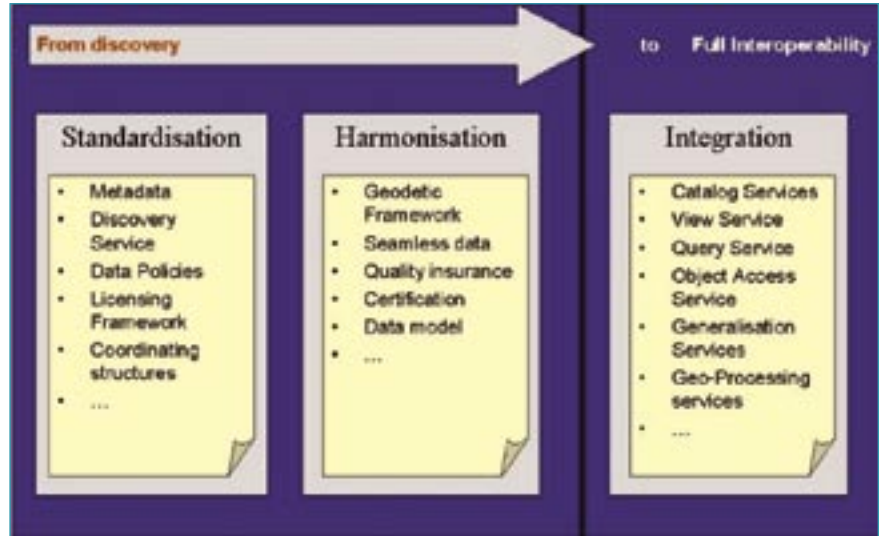 From discovery
to Full Interoperability
Standardisation
• Metadata
• Discovery
Service
• Data Policies
• Licensing
Framework
• Coordinating
structures
• ...
Harmonisation
• Geodetic
Framework
• Seamless data
• Quality insurance
• Certification
• Data model
• ...
Integration
• Catalog Services
• View Service
• Query Service
• Object Access
Service
• Generalisation
Services
• Geo-Processing
services
• ...